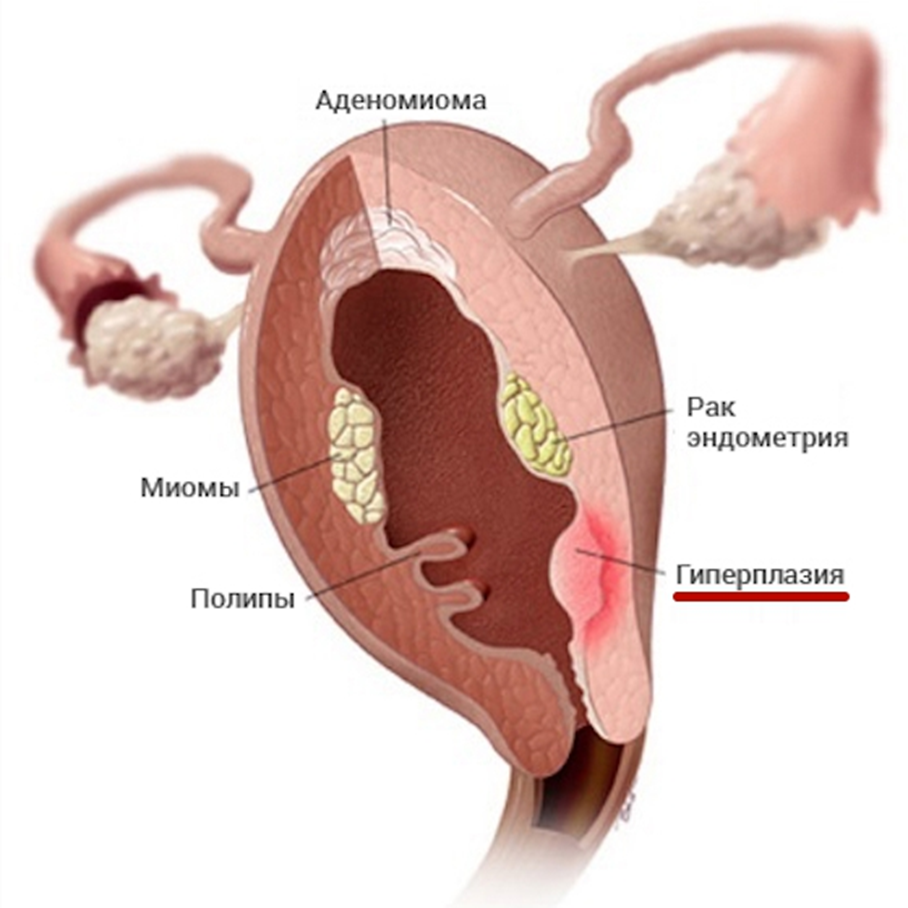 Аденомиома
Рак
эндометрия
Миомы
Гиперплазия
Полипы